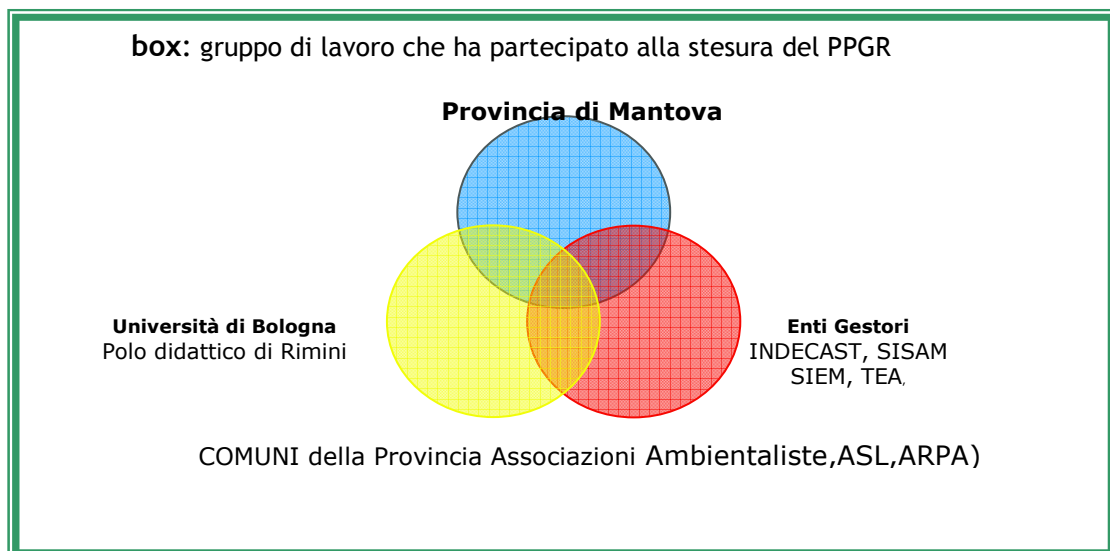 box: gruppo di lavoro che ha partecipato alla stesura del PPGR
Provincia di Mantova
Università di Bologna
Polo didattico di Rimini
Enti Gestori
INDECAST, SISAM
SIEM, TEA,
COMUNI della Provincia Associazioni Ambientaliste,ASL,ARPA)